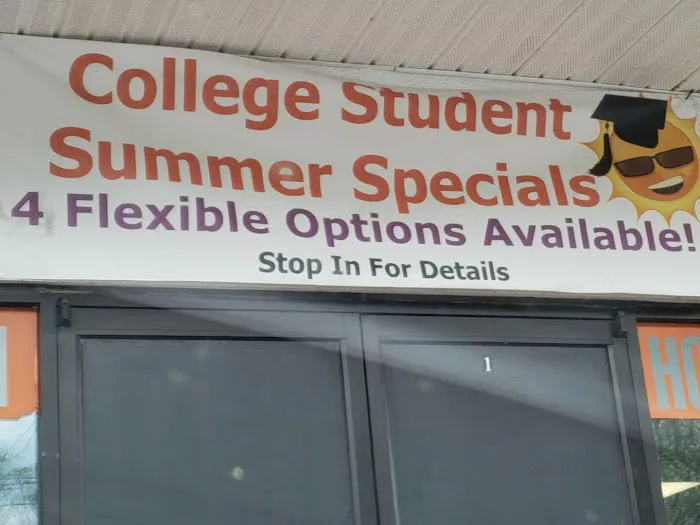 College Student
Summer Specials
4 Flexible Options Available!
Stop In For Details
1